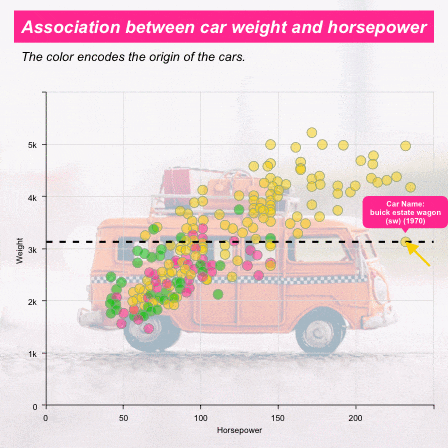 Association between car weight and horsepower
The color encodes the origin of the cars.
5k
4k
3k
2k
1k
0
Weight
Car Name:
buick estate wagon
(sw) (1970)
0
50
100
150
200
Horsepower